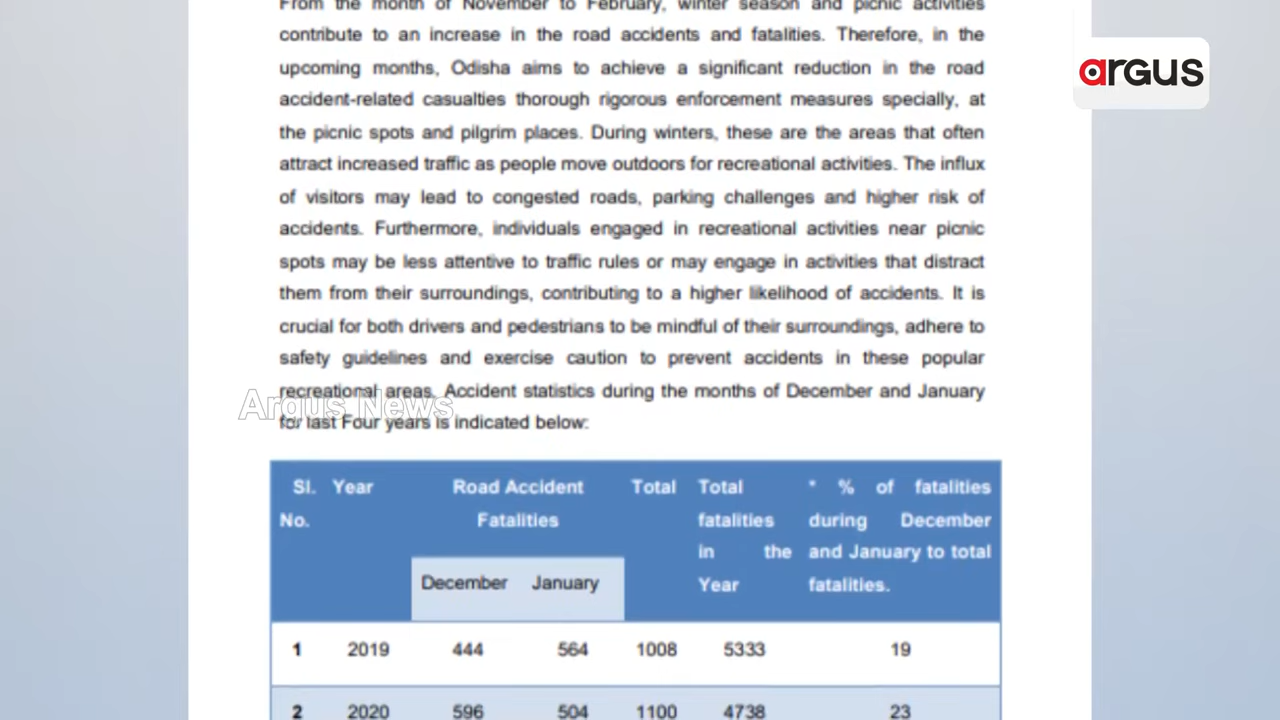 From the month of November to February, winter season and picnic activities
contribute to an increase in the road accidents and fatalities. Therefore, in the
upcoming months, Odisha aims to achieve a significant reduction in the road
accident-related casualties thorough rigorous enforcement measures specially, at
the picnic spots and pilgrim places. During winters, these are the areas that often
attract increased traffic as people move outdoors for recreational activities. The influx
of visitors may lead to congested roads, parking challenges and higher risk of
accidents. Furthermore, individuals engaged in recreational activities near picnic
spots may be less attentive to traffic rules or may engage in activities that distract
them from their surroundings, contributing to a higher likelihood of accidents. It is
crucial for both drivers and pedestrians to be mindful of their surroundings, adhere to
safety guidelines and exercise caution to prevent accidents in these popular
recreational areas. Accident statistics during the months of December and January
for last Four years is indicated below:
argus
Argus News
Sl. Year Road Accident Total Total * % of fatalities
No. Fatalities fatalities during December
in the and January to total
December January Year fatalities.
1 2019 444 564 1008 5333 19
2 2020 596 504 1100 4738 23